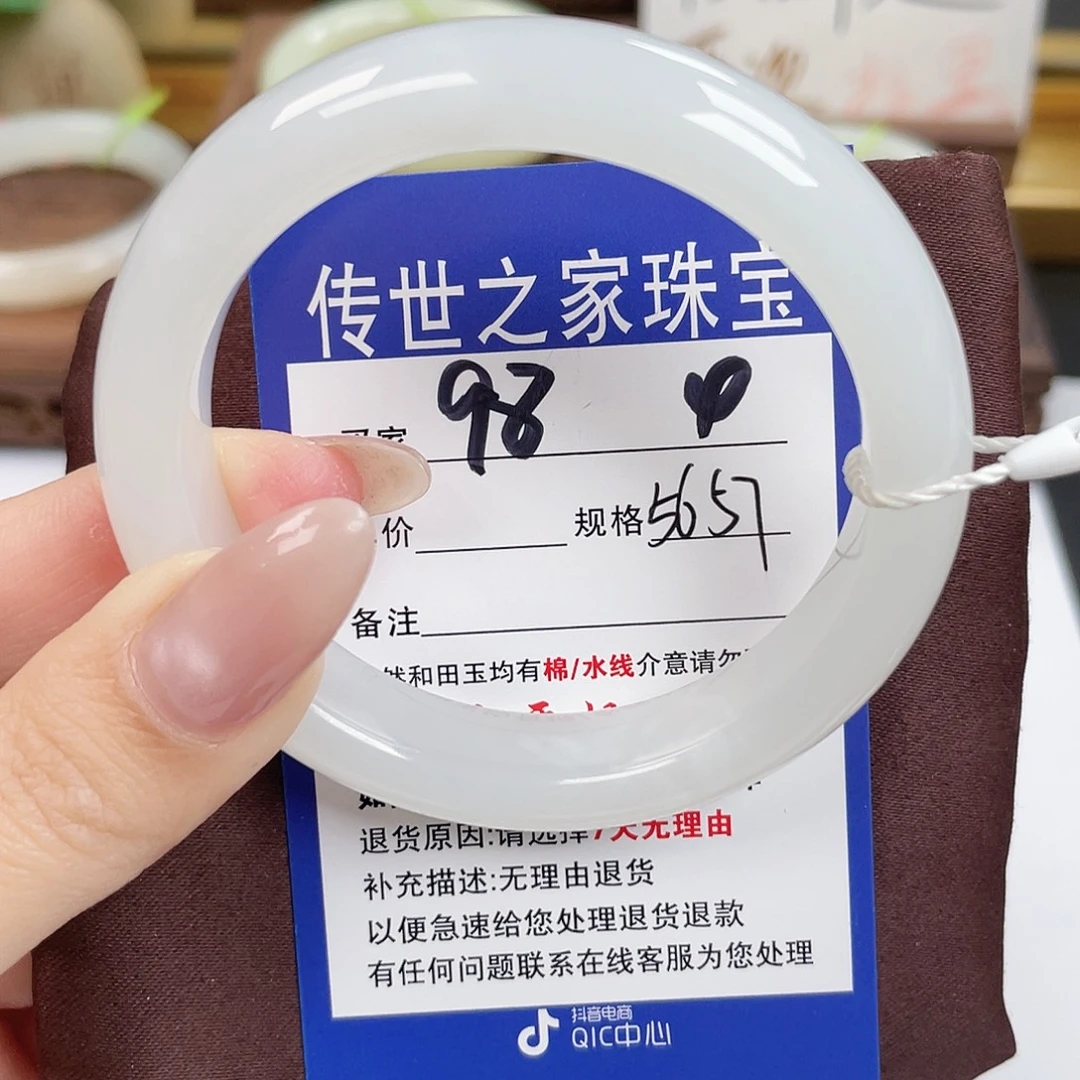 传世之家珠宝
98
价 规格 5657
备注
然和田玉均有棉/水线介意请勿
退货原因:请选择7天无理由
补充描述:无理由退货
以便急速给您处理退货退款
有任何问题联系在线客服为您处理
抖音电商
QIC中心